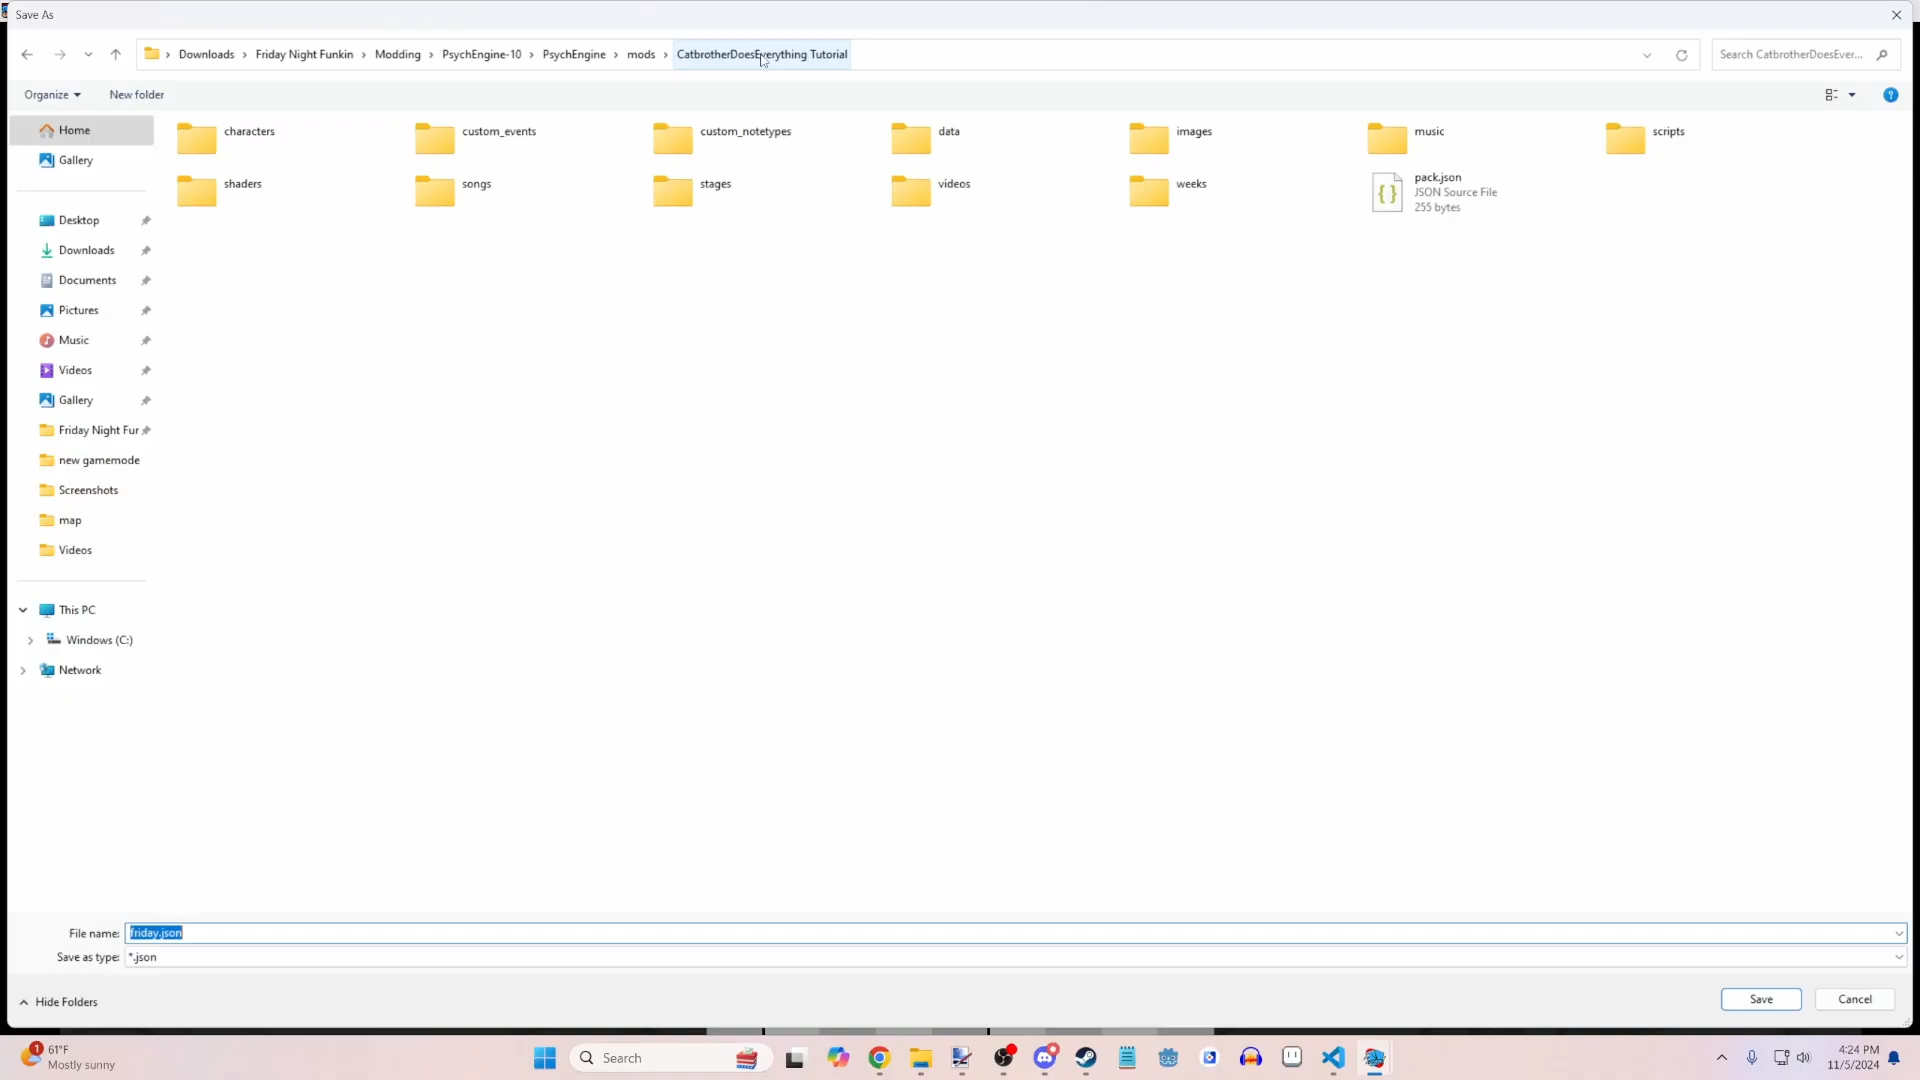 Save As
Downloads > Friday Night Funkin > Modding > PsychEngine-10 > PsychEngine > mods > CatbrotherDoesEverything Tutorial
Search CatbrotherDoesEver...
Organize
New folder
Home
Gallery
Desktop
Downloads
Documents
Pictures
Music
Videos
Gallery
Friday Night Fur
new gamemode
Screenshots
map
Videos
This PC
Windows (C:)
Network
characters
custom_events
custom_notetypes
data
images
music
scripts
shaders
songs
stages
videos
weeks
pack.json
JSON Source File
255 bytes
File name: friday.json
Save as type: *.json
Hide Folders
Save
Cancel
1
61°F
Mostly sunny
Search
4:24 PM
11/5/2024